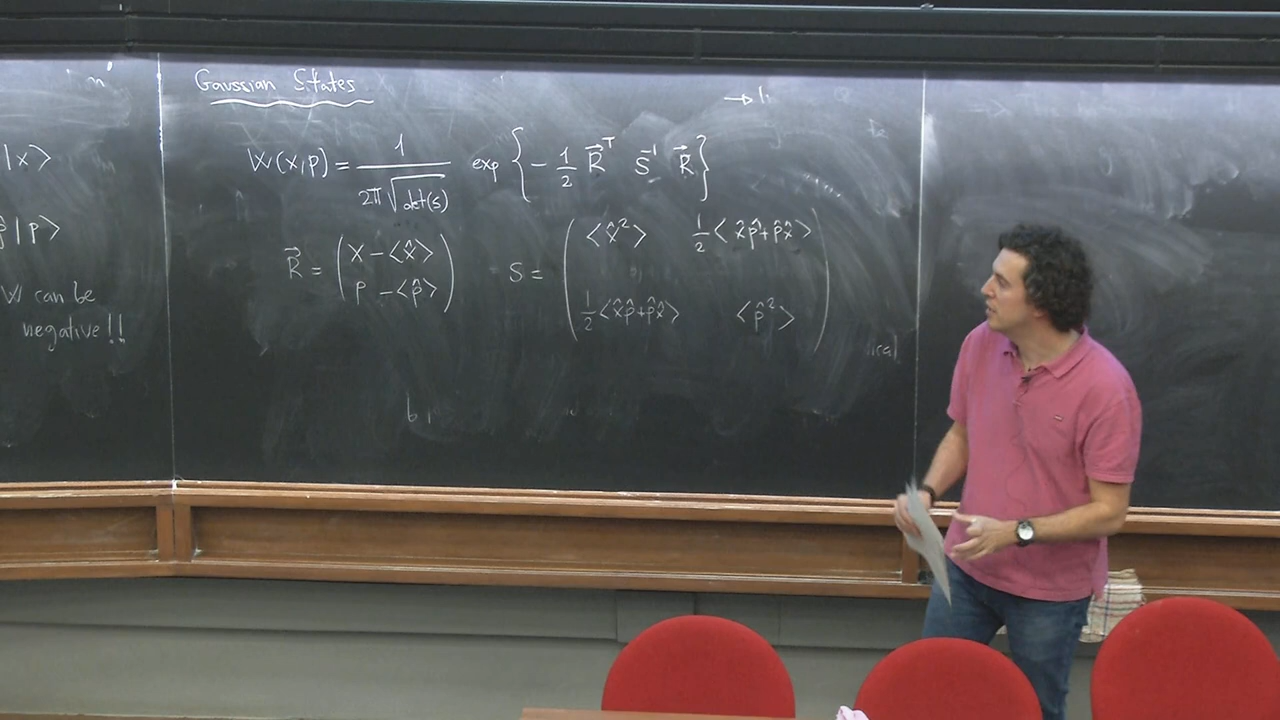 Gaussian States
W(x,p) = 1 / 2π√det(S) exp{ - 1/2 R⃗ᵀ S⁻¹ R⃗ }
R⃗ = ( x - <x̂>
p - <p̂> )
S = ( <x̂²> 1/2 <x̂p̂+p̂x̂>
1/2 <x̂p̂+p̂x̂> <p̂²> )
|x>
|p>
W can be
negative!!